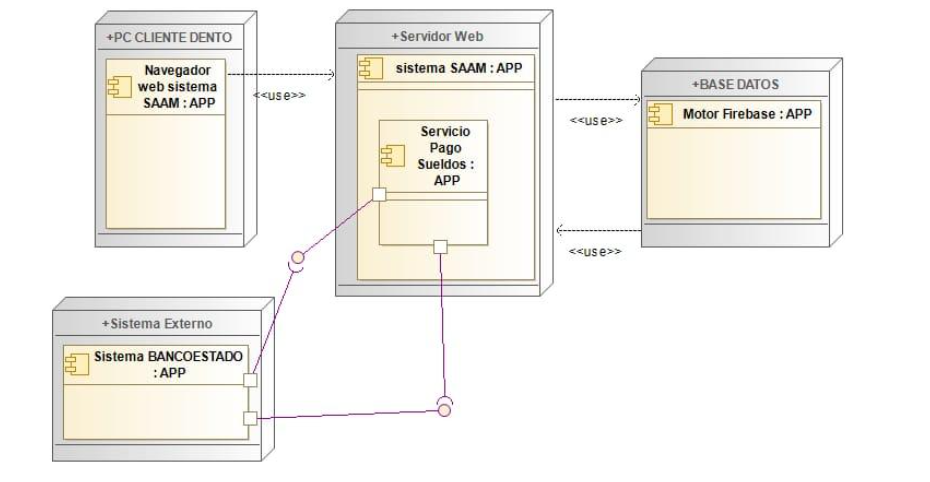 +PC CLIENTE DENTO
Navegador
web sistema
SAAM : APP
<<use>>
+Servidor Web
sistema SAAM : APP
Servicio
Pago
Sueldos :
APP
<<use>>
<<use>>
+BASE DATOS
Motor Firebase : APP
+Sistema Externo
Sistema BANCOESTADO
: APP